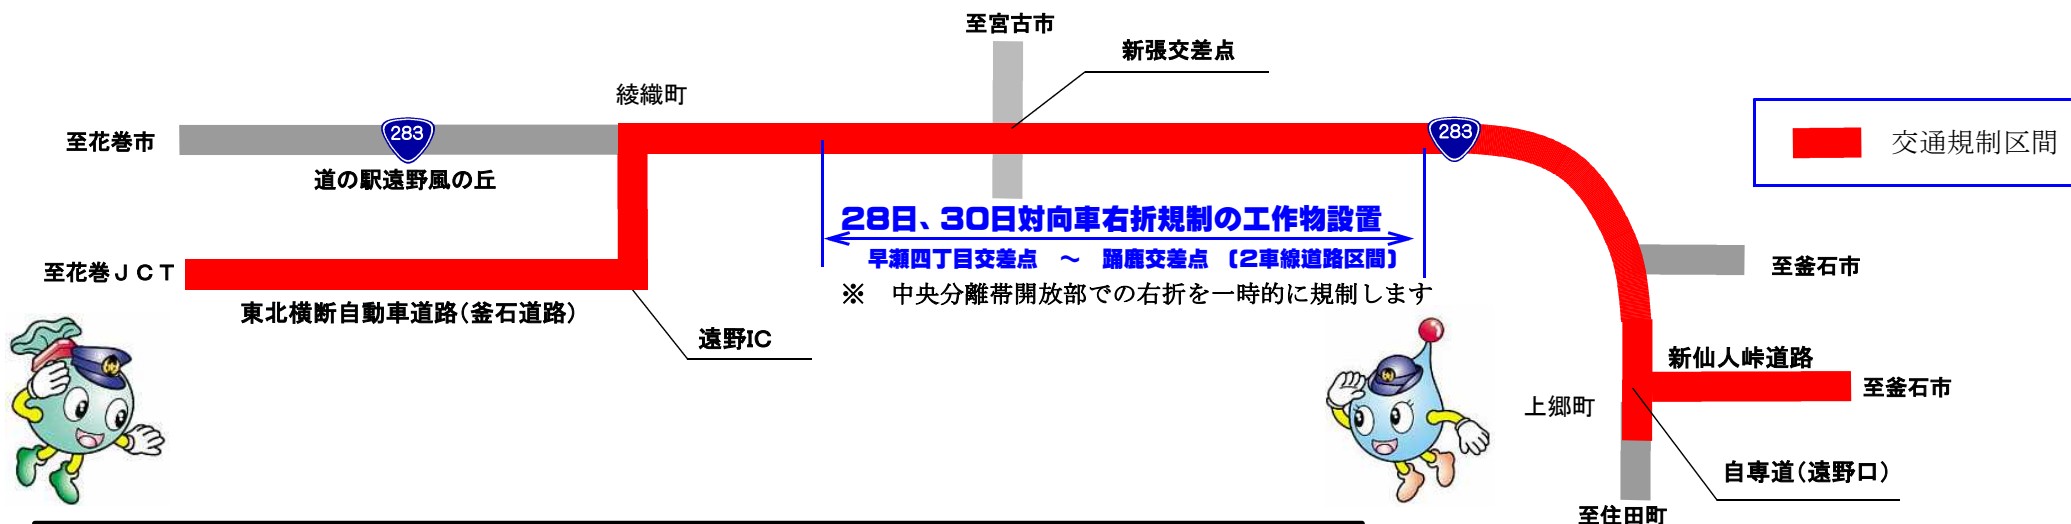 至宮古市
新張交差点
綾織町
283
283
至花巻市
交通規制区間
道の駅遠野風の丘
28日、30日対向車右折規制の工作物設置
早瀬四丁目交差点 ～ 踊鹿交差点 (2車線道路区間)
至花巻JCT
至釜石市
※ 中央分離帯開放部での右折を一時的に規制します
東北横断自動車道路(釜石道路)
遠野IC
新仙人峠道路
至釜石市
上郷町
自専道(遠野口)
至住田町